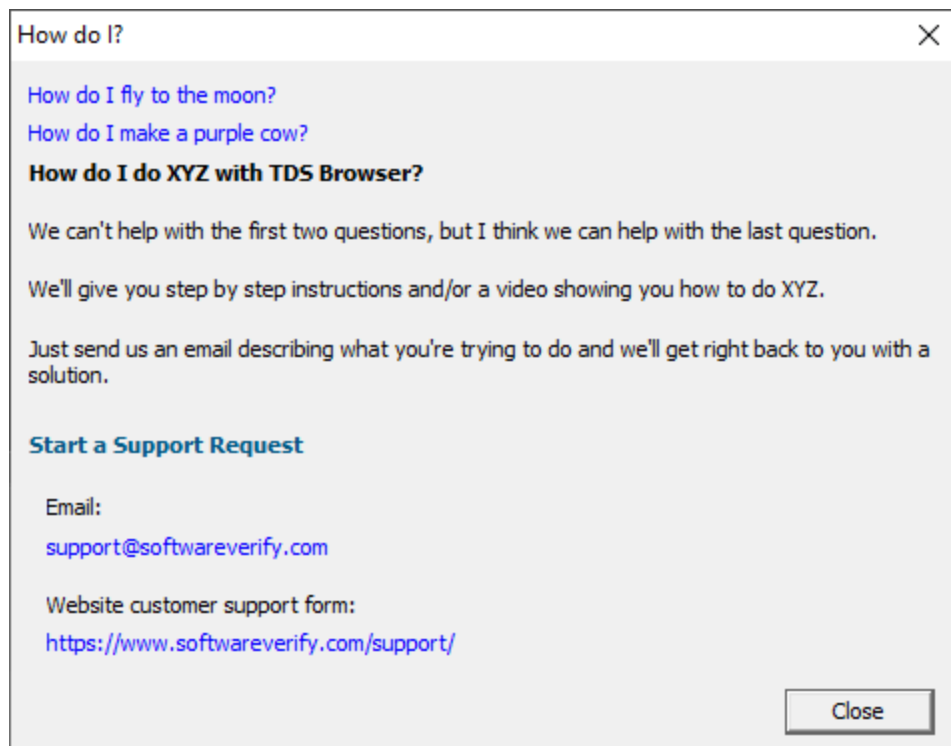 How do I?
How do I fly to the moon?
How do I make a purple cow?
How do I do XYZ with TDS Browser?
We can't help with the first two questions, but I think we can help with the last question.
We'll give you step by step instructions and/or a video showing you how to do XYZ.
Just send us an email describing what you're trying to do and we'll get right back to you with a
solution.
Start a Support Request
Email:
support@softwareverify.com
Website customer support form:
https://www.softwareverify.com/support/
Close